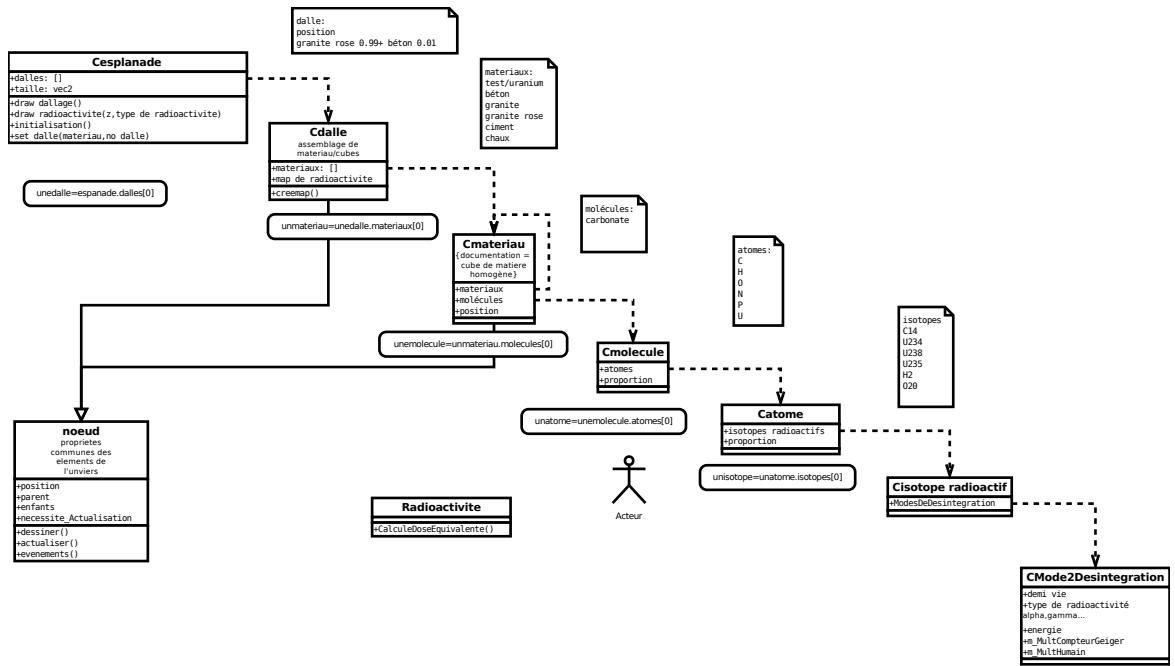 dalle:
position
granite rose 0.99+ béton 0.01
Cesplanade
+dalles: []
+taille: vec2
+draw dallage()
+draw radioactivite(z,type de radioactivite)
+initialisation()
+set dalle(materiau,no dalle)
materiaux:
test/uranium
béton
granite
granite rose
ciment
chaux
Cdalle
assemblage de
materiau/cubes
+materiaux: []
+map de radioactivite
+creemap()
unedalle=espanade.dalles[0]
unmateriau=unedalle.materiaux[0]
molécules:
carbonate
Cmateriau
{documentation =
cube de matiere
homogène}
+materiaux
+molécules
+position
atomes:
C
H
O
N
P
U
unemolecule=unmateriau.molecules[0]
isotopes
C14
U234
U238
U235
H2
O20
Cmolecule
+atomes
+proportion
unatome=unemolecule.atomes[0]
Catome
+isotopes radioactifs
+proportion
noeud
proprietes
communes des
elements de
l'unviers
+position
+parent
+enfants
+necessite_Actualisation
+dessiner()
+actualiser()
+evenements()
Radioactivite
+CalculeDoseEquivalente()
Acteur
unisotope=unatome.isotopes[0]
Cisotope radioactif
+ModesDeDesintegration
CMode2Desintegration
+demi vie
+type de radioactivité
alpha,gamma...
+energie
+m_MultCompteurGeiger
+m_MultHumain